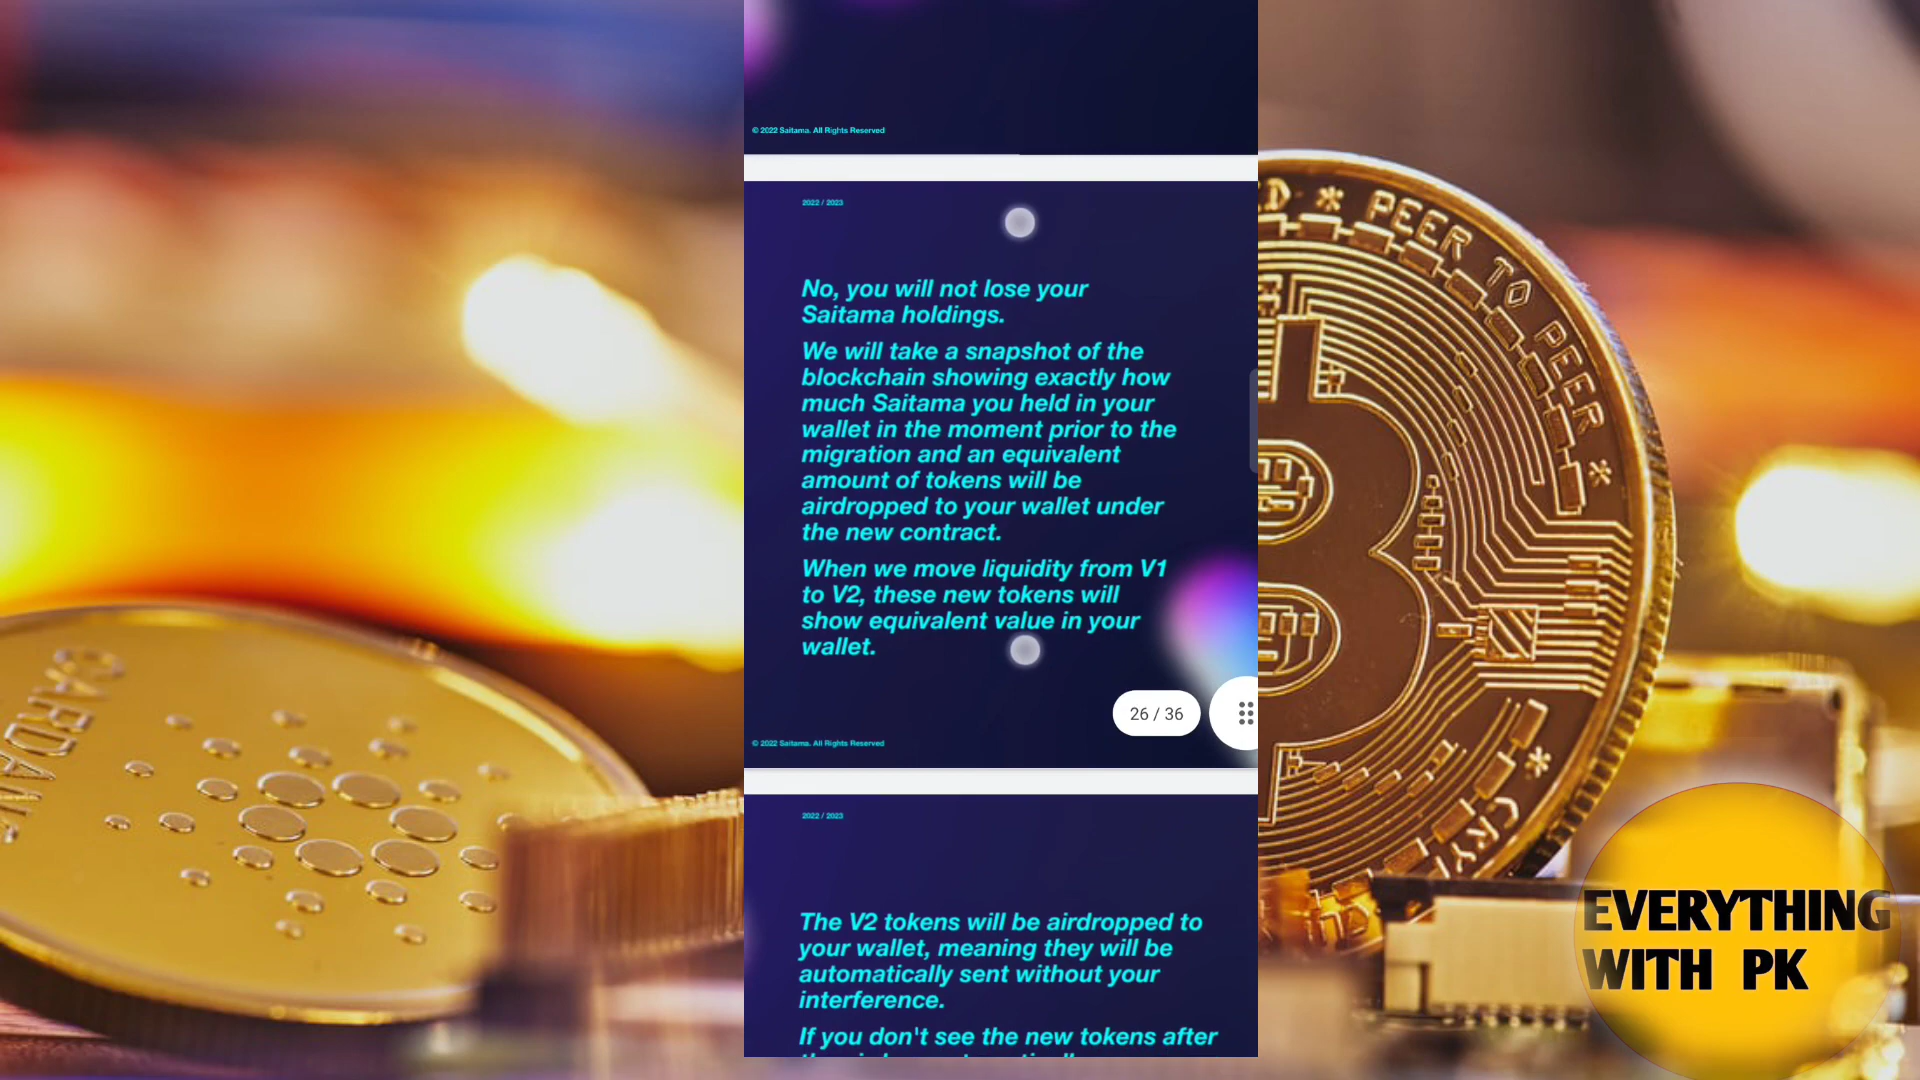 © 2022 Saitama. All Rights Reserved
2022 / 2023
No, you will not lose your
Saitama holdings.
We will take a snapshot of the
blockchain showing exactly how
much Saitama you held in your
wallet in the moment prior to the
migration and an equivalent
amount of tokens will be
airdropped to your wallet under
the new contract.
When we move liquidity from V1
to V2, these new tokens will
show equivalent value in your
wallet.
26 / 36
© 2022 Saitama. All Rights Reserved
2022 / 2023
The V2 tokens will be airdropped to
your wallet, meaning they will be
automatically sent without your
interference.
If you don't see the new tokens after
* PEER TO PEER *
CARDANO
EVERYTHING
WITH PK